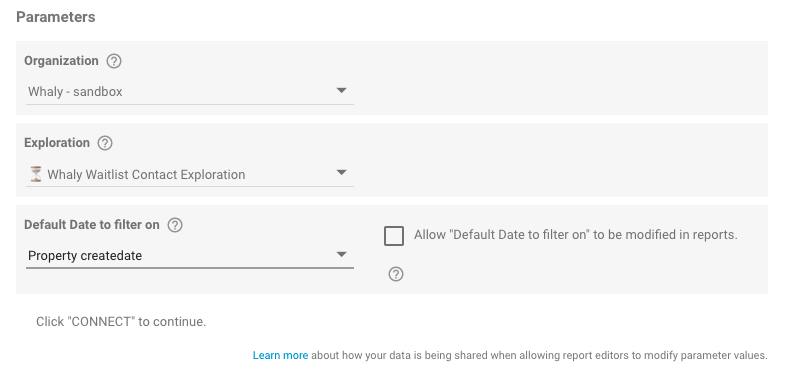 Parameters
Organization
Whaly - sandbox
Exploration
⏳ Whaly Waitlist Contact Exploration
Default Date to filter on
Allow "Default Date to filter on" to be modified in reports.
Property createdate
Click "CONNECT" to continue.
Learn more about how your data is being shared when allowing report editors to modify parameter values.